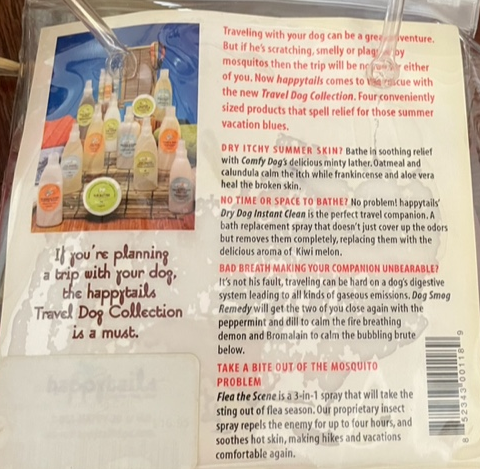 Traveling with your dog can be a great adventure.
But if he's scratching, smelly or plagued by
mosquitos then the trip will be no fun for either
of you. Now happytails comes to the rescue with
the new Travel Dog Collection. Four conveniently
sized products that spell relief for those summer
vacation blues.
DRY ITCHY SUMMER SKIN? Bathe in soothing relief
with Comfy Dog's delicious minty lather. Oatmeal and
calundula calm the itch while frankincense and aloe vera
heal the broken skin.
NO TIME OR SPACE TO BATHE? No problem! happytails'
Dry Dog Instant Clean is the perfect travel companion. A
bath replacement spray that doesn't just cover up the odors
but removes them completely, replacing them with the
delicious aroma of Kiwi melon.
BAD BREATH MAKING YOUR COMPANION UNBEARABLE?
It's not his fault, traveling can be hard on a dog's digestive
system leading to all kinds of gaseous emissions. Dog Smog
Remedy will get the two of you close again with the
peppermint and dill to calm the fire breathing
demon and Bromalain to calm the bubbling brute
below.
TAKE A BITE OUT OF THE MOSQUITO
PROBLEM
Flea the Scene is a 3-in-1 spray that will take the
sting out of flea season. Our proprietary insect
spray repels the enemy for up to four hours, and
soothes hot skin, making hikes and vacations
comfortable again.
If you're planning
a trip with your dog,
the happytails
Travel Dog Collection
is a must.
8 52343 00118 9